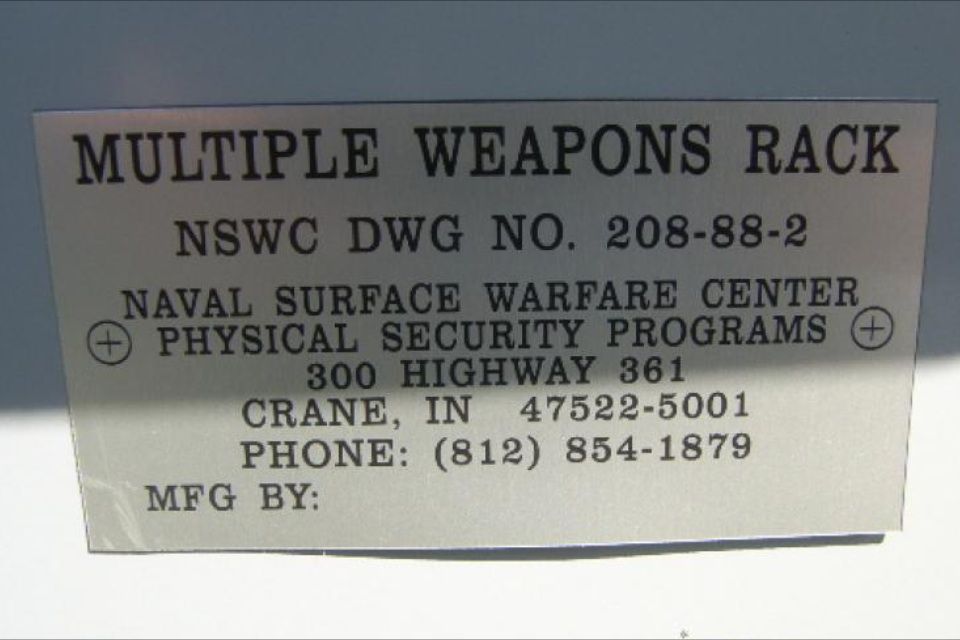 MULTIPLE WEAPONS RACK
NSWC DWG NO. 208-88-2
NAVAL SURFACE WARFARE CENTER
PHYSICAL SECURITY PROGRAMS
300 HIGHWAY 361
CRANE, IN 47522-5001
PHONE: (812) 854-1879
MFG BY: